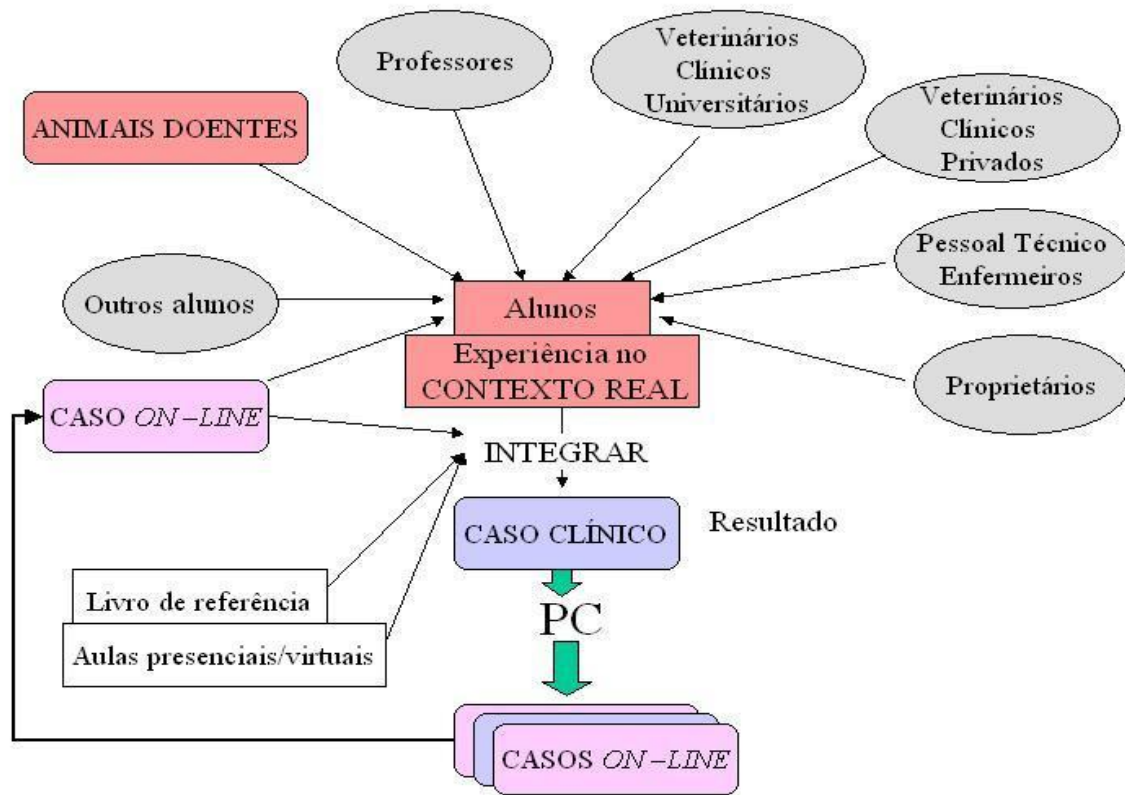 Professores
Veterinários
Clínicos
Universitários
Veterinários
Clínicos
Privados
ANIMAIS DOENTES
Pessoal Técnico
Enfermeiros
Outros alunos
Alunos
Experiência no
CONTEXTO REAL
Proprietários
CASO ON-LINE
INTEGRAR
CASO CLÍNICO
Resultado
Livro de referência
Aulas presenciais/virtuais
PC
CASOS ON-LINE